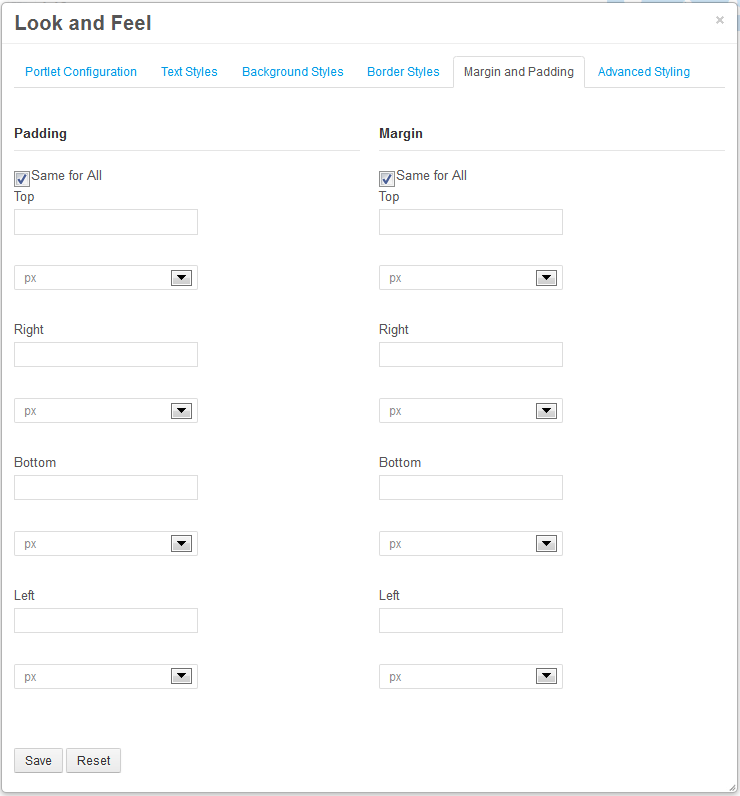 Look and Feel ×
Portlet Configuration Text Styles Background Styles Border Styles Margin and Padding Advanced Styling
Padding Margin
Same for All Same for All
Top Top
px px
Right Right
px px
Bottom Bottom
px px
Left Left
px px
Save Reset